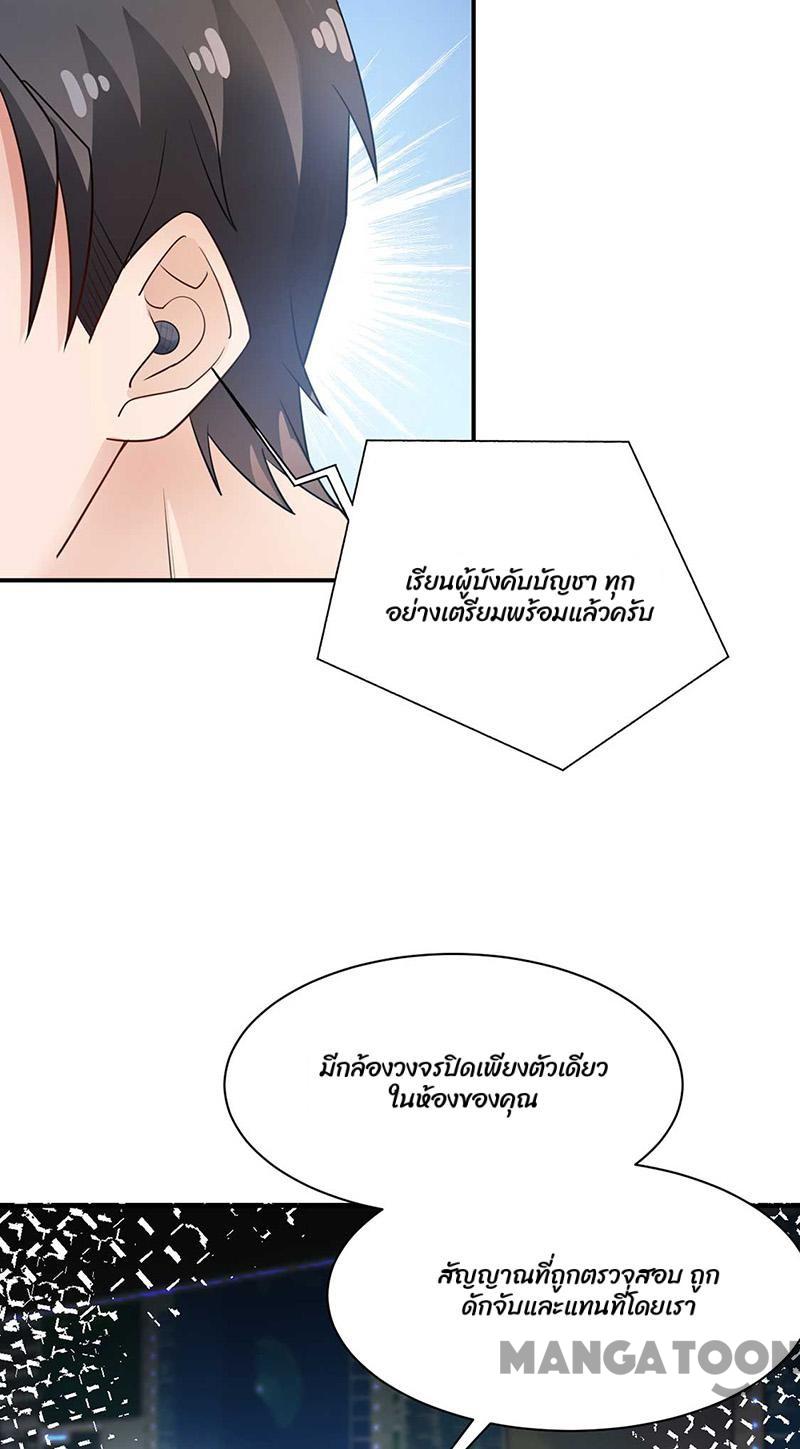 เรียนผู้บังคับบัญชา ทุก
อย่างเตรียมพร้อมแล้วครับ
มีกล้องวงจรปิดเพียงตัวเดียว
ในห้องของคุณ
สัญญาณที่ถูกตรวจสอบ ถูก
ดักจับและแทนที่โดยเรา
MANGATOON